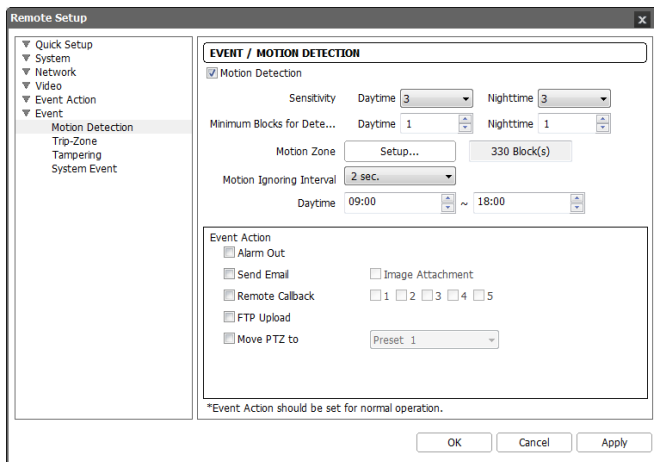 Remote Setup
x
Quick Setup
System
Network
Video
Event Action
Event
Motion Detection
Trip-Zone
Tampering
System Event
EVENT / MOTION DETECTION
Motion Detection
Sensitivity Daytime 3 Nighttime 3
Minimum Blocks for Dete... Daytime 1 Nighttime 1
Motion Zone Setup... 330 Block(s)
Motion Ignoring Interval 2 sec.
Daytime 09:00 ~ 18:00
Event Action
Alarm Out
Send Email Image Attachment
Remote Callback 1 2 3 4 5
FTP Upload
Move PTZ to Preset 1
*Event Action should be set for normal operation.
OK Cancel Apply